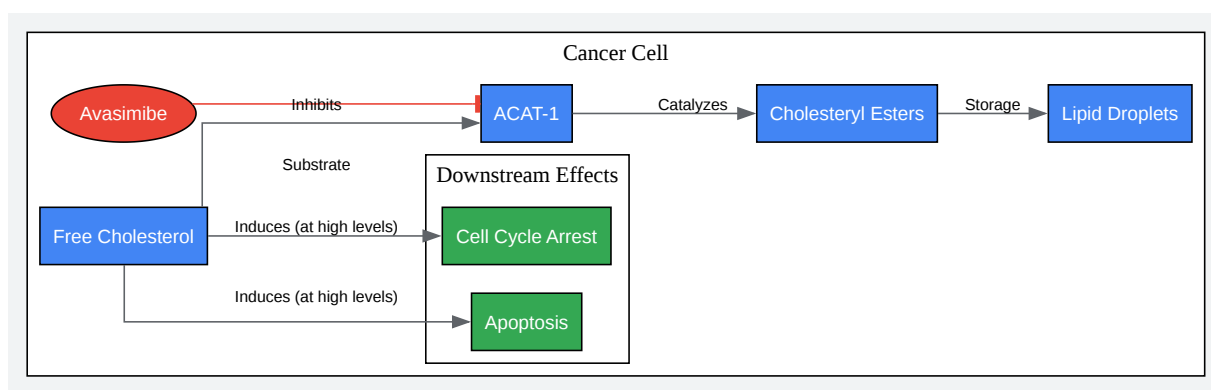 Cancer Cell
Avasimibe
Inhibits
ACAT-1
Catalyzes
Cholesteryl Esters
Storage
Lipid Droplets
Substrate
Downstream Effects
Free Cholesterol
Induces (at high levels)
Cell Cycle Arrest
Induces (at high levels)
Apoptosis